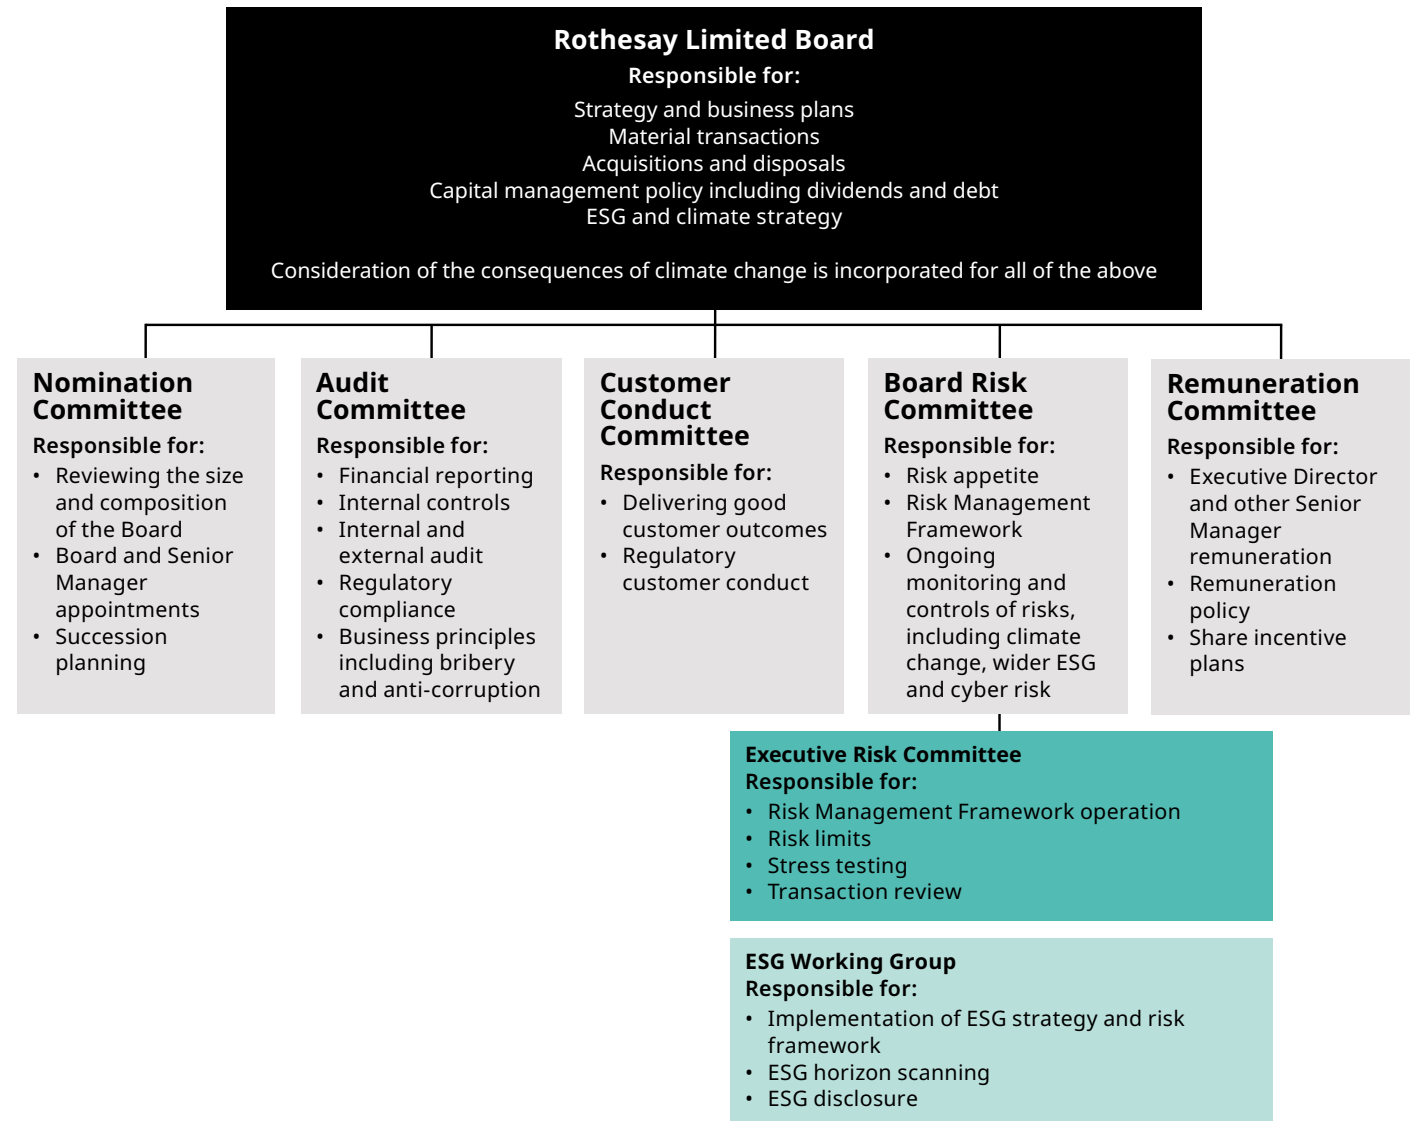 Rothesay Limited Board
Responsible for:
Strategy and business plans
Material transactions
Acquisitions and disposals
Capital management policy including dividends and debt
ESG and climate strategy
Consideration of the consequences of climate change is incorporated for all of the above
Nomination
Committee
Responsible for:
• Reviewing the size
and composition
of the Board
• Board and Senior
Manager
appointments
• Succession
planning
Audit
Committee
Responsible for:
• Financial reporting
• Internal controls
• Internal and
external audit
• Regulatory
compliance
• Business principles
including bribery
and anti-corruption
Customer
Conduct
Committee
Responsible for:
• Delivering good
customer outcomes
• Regulatory
customer conduct
Board Risk
Committee
Responsible for:
• Risk appetite
• Risk Management
Framework
• Ongoing
monitoring and
controls of risks,
including climate
change, wider ESG
and cyber risk
Remuneration
Committee
Responsible for:
• Executive Director
and other Senior
Manager
remuneration
• Remuneration
policy
• Share incentive
plans
Executive Risk Committee
Responsible for:
• Risk Management Framework operation
• Risk limits
• Stress testing
• Transaction review
ESG Working Group
Responsible for:
• Implementation of ESG strategy and risk
framework
• ESG horizon scanning
• ESG disclosure